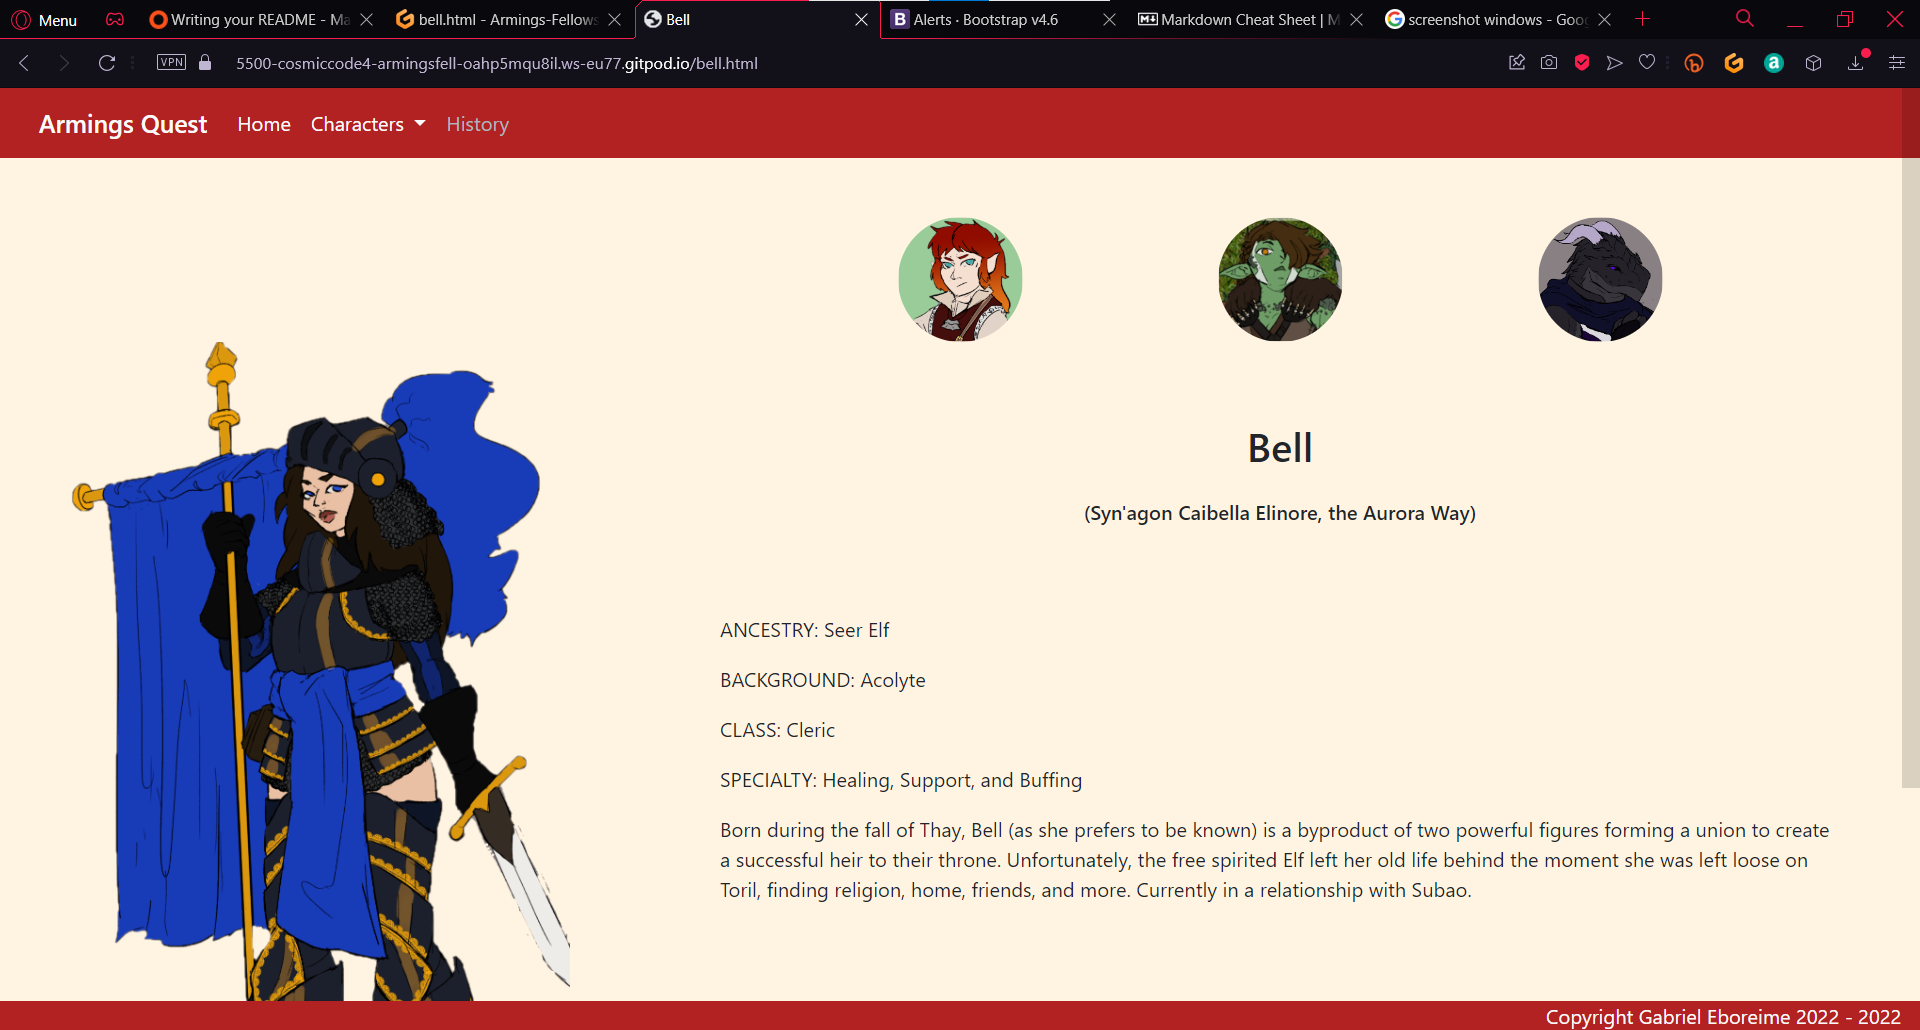 Menu
Writing your README - Ma
bell.html - Armings-Fellows
Bell
Alerts · Bootstrap v4.6
Markdown Cheat Sheet | M
screenshot windows - Goo
VPN
5500-cosmiccode4-armingsfell-oahp5mqu8il.ws-eu77.gitpod.io/bell.html
Armings Quest
Home
Characters
History
Bell
(Syn'agon Caibella Elinore, the Aurora Way)
ANCESTRY: Seer Elf
BACKGROUND: Acolyte
CLASS: Cleric
SPECIALTY: Healing, Support, and Buffing
Born during the fall of Thay, Bell (as she prefers to be known) is a byproduct of two powerful figures forming a union to create
a successful heir to their throne. Unfortunately, the free spirited Elf left her old life behind the moment she was left loose on
Toril, finding religion, home, friends, and more. Currently in a relationship with Subao.
Copyright Gabriel Eboreime 2022 - 2022